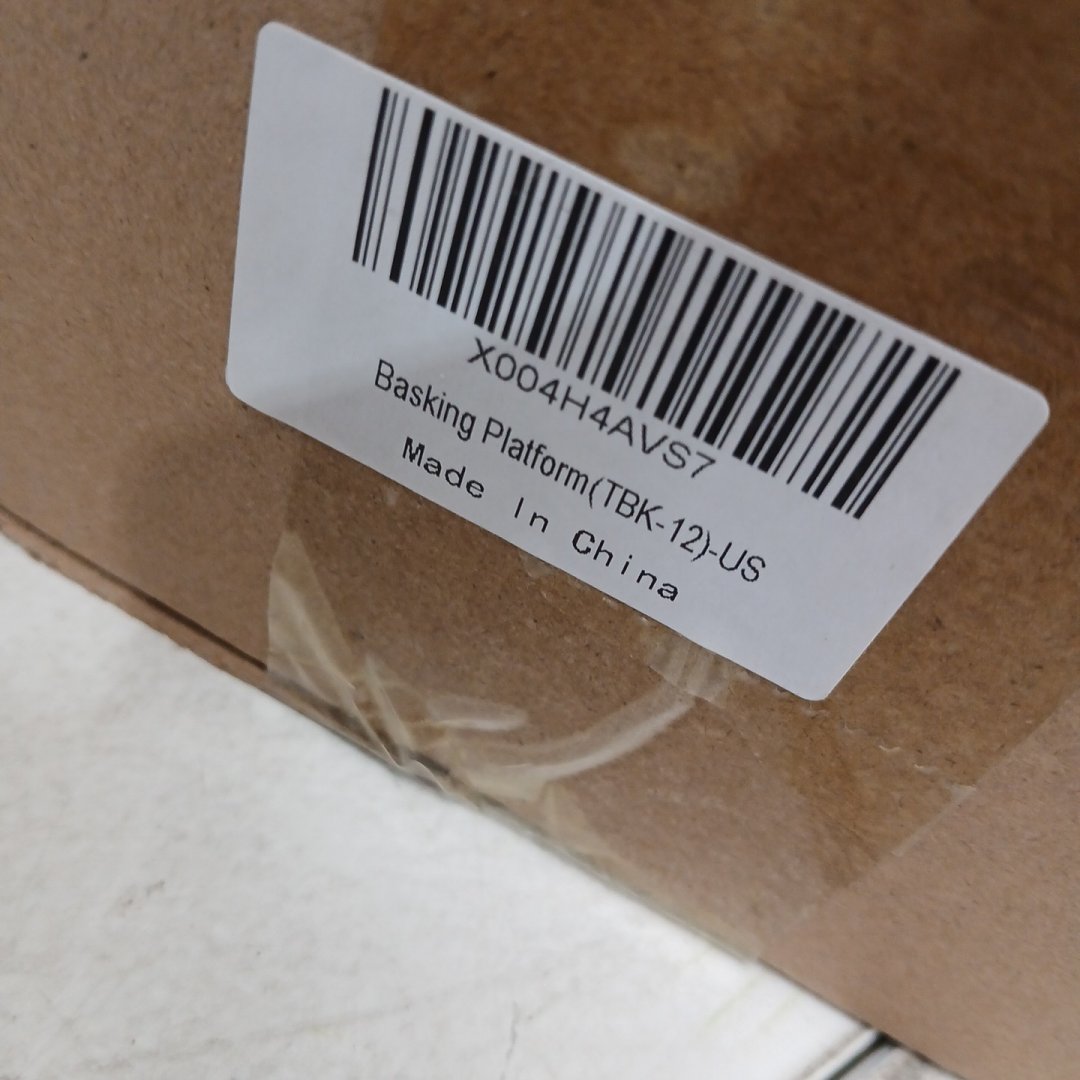 X004H4AVS7
Basking Platform(TBK-12)-US
Made In China